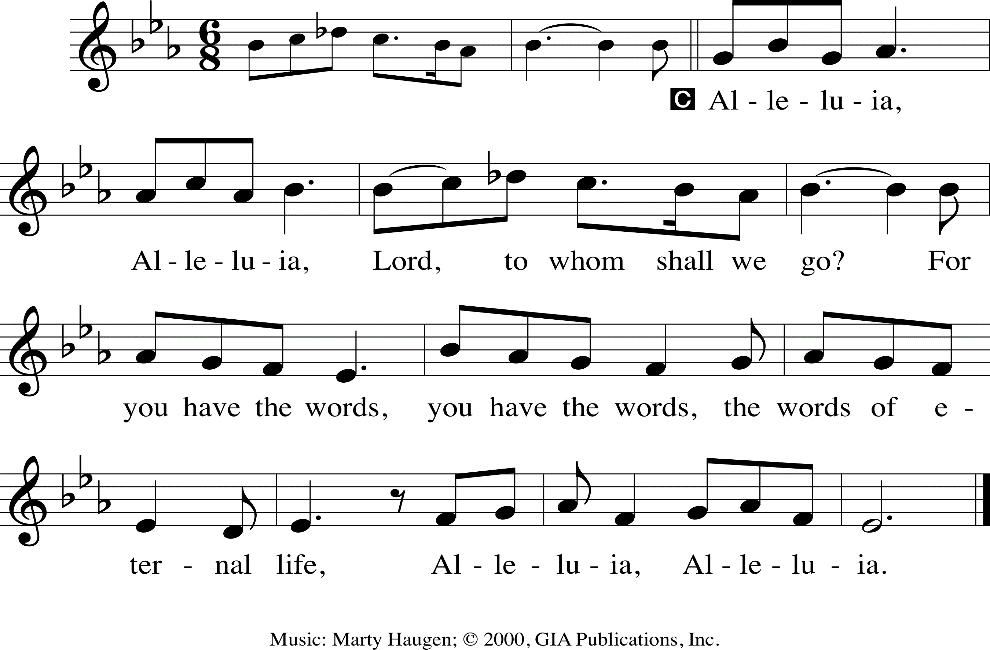 6
8
C Al - le - lu - ia,
Al - le - lu - ia, Lord, to whom shall we go? For
you have the words, you have the words, the words of e -
ter - nal life, Al - le - lu - ia, Al - le - lu - ia.
Music: Marty Haugen; © 2000, GIA Publications, Inc.